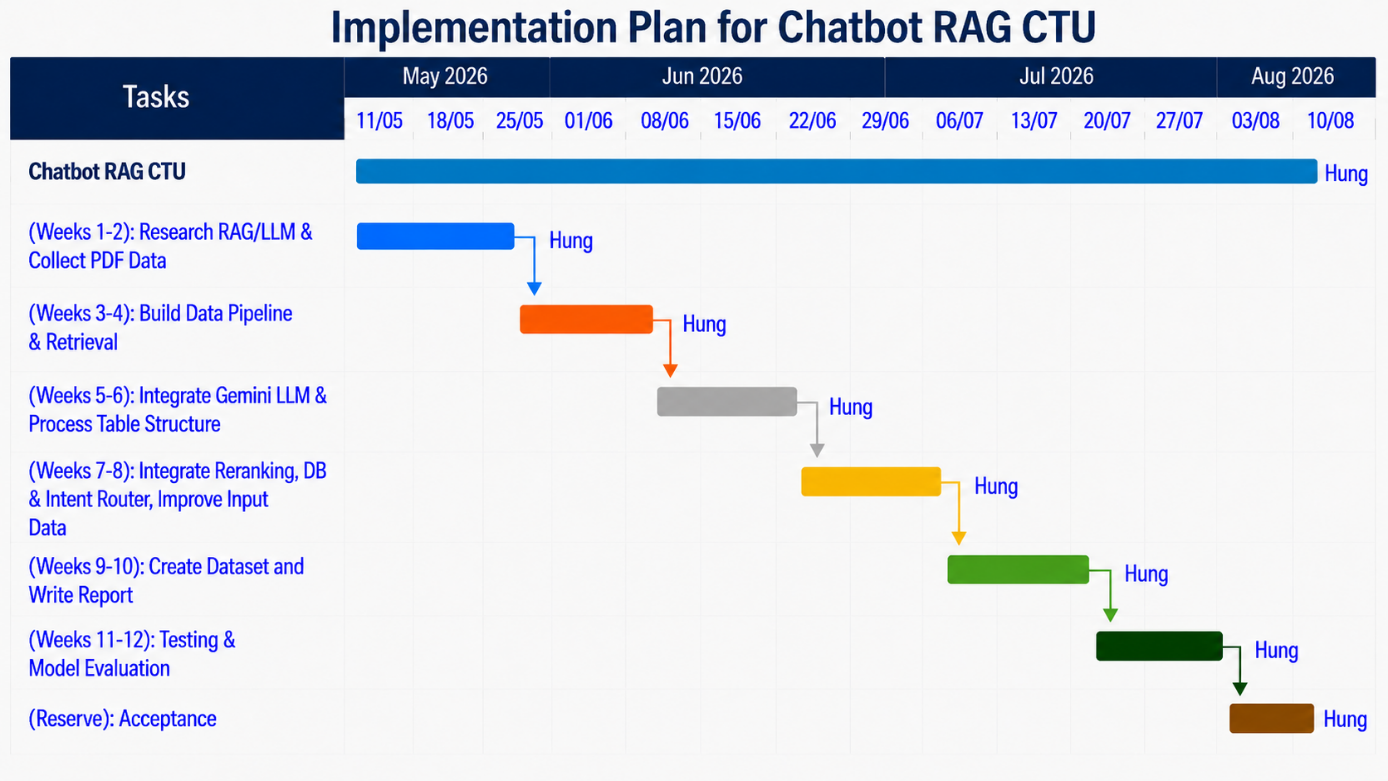 Implementation Plan for Chatbot RAG CTU
Tasks
May 2026 Jun 2026 Jul 2026 Aug 2026
11/05 18/05 25/05 01/06 08/06 15/06 22/06 29/06 06/07 13/07 20/07 27/07 03/08 10/08
Chatbot RAG CTU
Hung
(Weeks 1-2): Research RAG/LLM &
Collect PDF Data
Hung
(Weeks 3-4): Build Data Pipeline
& Retrieval
Hung
(Weeks 5-6): Integrate Gemini LLM &
Process Table Structure
Hung
(Weeks 7-8): Integrate Reranking, DB
& Intent Router, Improve Input
Data
Hung
(Weeks 9-10): Create Dataset and
Write Report
Hung
(Weeks 11-12): Testing &
Model Evaluation
Hung
(Reserve): Acceptance
Hung